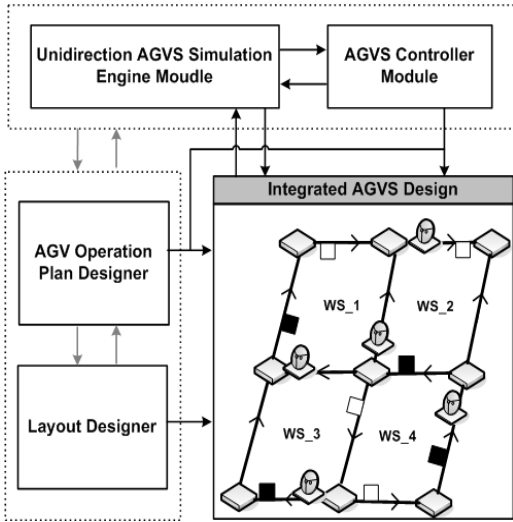 Unidirection AGVS Simulation
Engine Moudle
AGVS Controller
Module
Integrated AGVS Design
AGV Operation
Plan Designer
Layout Designer
WS_1
WS_2
WS_3
WS_4